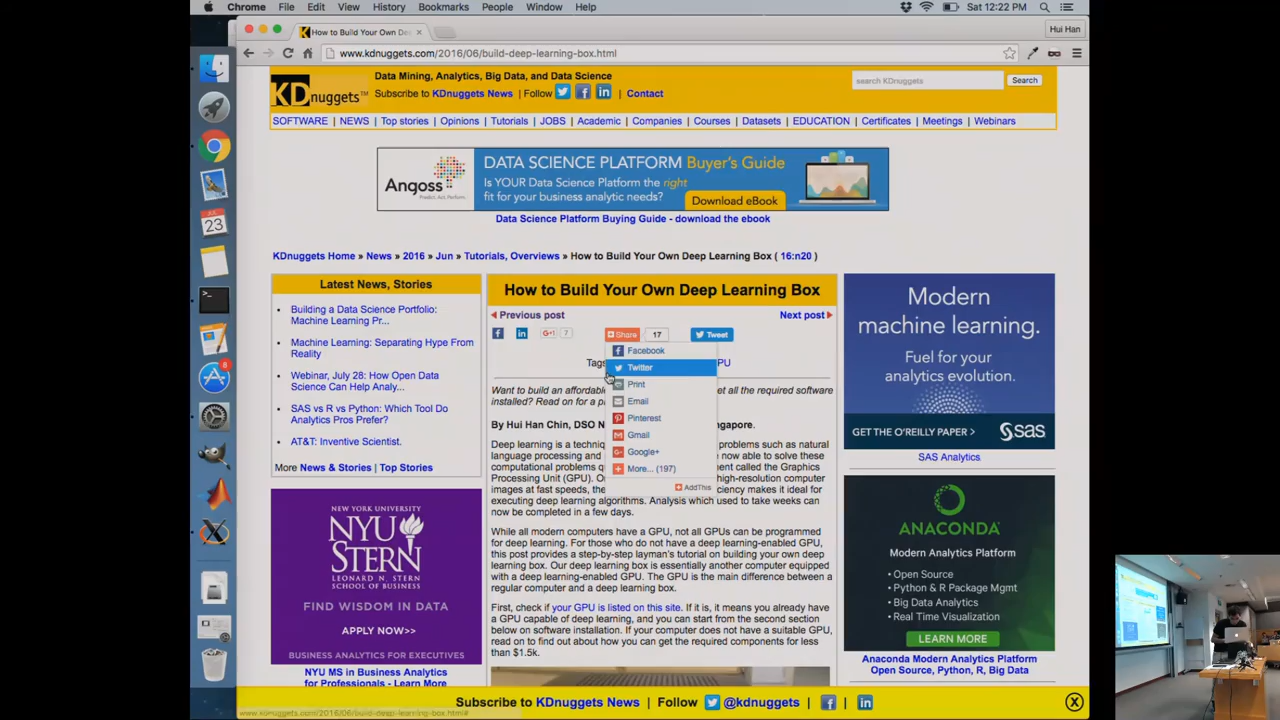 Chrome File Edit View History Bookmarks People Window Help Sat 12:22 PM
How to Build Your Own De Hui Han
www.kdnuggets.com/2016/06/build-deep-learning-box.html
KDnuggets™
Data Mining, Analytics, Big Data, and Data Science
Subscribe to KDnuggets News | Follow | Contact
search KDnuggets Search
SOFTWARE | NEWS | Top stories | Opinions | Tutorials | JOBS | Academic | Companies | Courses | Datasets | EDUCATION | Certificates | Meetings | Webinars
Angoss
DATA SCIENCE PLATFORM Buyer's Guide
Is YOUR Data Science Platform the right
fit for your business analytic needs?
Download eBook
Data Science Platform Buying Guide - download the ebook
KDnuggets Home » News » 2016 » Jun » Tutorials, Overviews » How to Build Your Own Deep Learning Box ( 16:n20 )
JUL
23
8
Latest News, Stories
Building a Data Science Portfolio:
Machine Learning Pr...
Machine Learning: Separating Hype From
Reality
Webinar, July 28: How Open Data
Science Can Help Analy...
SAS vs R vs Python: Which Tool Do
Analytics Pros Prefer?
AT&T: Inventive Scientist.
More News & Stories | Top Stories
NEW YORK UNIVERSITY
NYU
STERN
LEONARD N. STERN
SCHOOL OF BUSINESS
FIND WISDOM IN DATA
APPLY NOW>>
BUSINESS ANALYTICS FOR EXECUTIVES
NYU MS in Business Analytics
for Professionals - Learn More
How to Build Your Own Deep Learning Box
Previous post Next post
G+1 7 Share 17 Tweet
Facebook
Tags PU
Twitter
Print
Email
Pinterest
Gmail
Google+
More... (197)
AddThis
Want to build an affordable et all the required software
installed? Read on for a p
By Hui Han Chin, DSO N apore.
Deep learning is a techniq problems such as natural
language processing and now able to solve these
computational problems q ment called the Graphics
Processing Unit (GPU). O high-resolution computer
images at fast speeds, the ciency makes it ideal for
executing deep learning algorithms. Analysis which used to take weeks can
now be completed in a few days.
While all modern computers have a GPU, not all GPUs can be programmed
for deep learning. For those who do not have a deep learning-enabled GPU,
this post provides a step-by-step layman's tutorial on building your own deep
learning box. Our deep learning box is essentially another computer equipped
with a deep learning-enabled GPU. The GPU is the main difference between a
regular computer and a deep learning box.
First, check if your GPU is listed on this site. If it is, it means you already have
a GPU capable of deep learning, and you can start from the second section
below on software installation. If your computer does not have a suitable GPU,
read on to find out about how you can get the required components for less
than $1.5k.
Modern
machine learning.
Fuel for your
analytics evolution.
GET THE O'REILLY PAPER > SAS
SAS Analytics
ANACONDA
Modern Analytics Platform
• Open Source
• Python & R Package Mgmt
• Big Data Analytics
• Real Time Visualization
LEARN MORE
Anaconda Modern Analytics Platform
Open Source, Python, R, Big Data
Subscribe to KDnuggets News | Follow @kdnuggets | |
www.kdnuggets.com/2016/06/build-deep-learning-box.html#